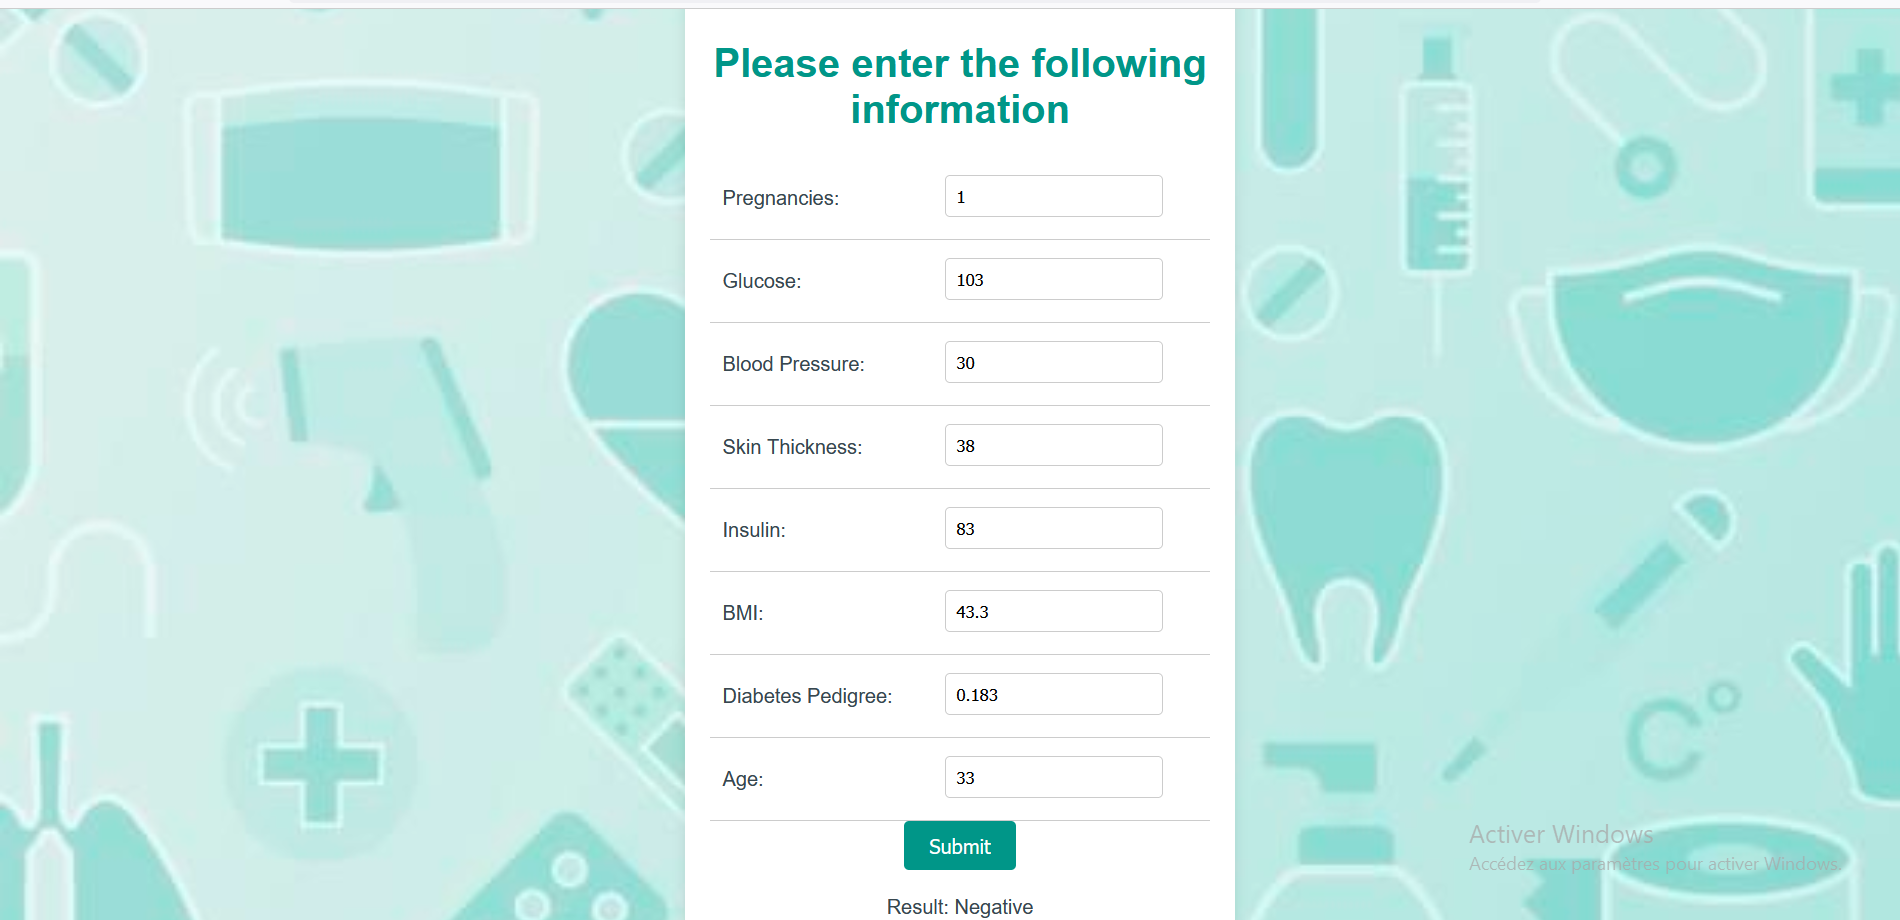 Please enter the following
information
Pregnancies: 1
Glucose: 103
Blood Pressure: 30
Skin Thickness: 38
Insulin: 83
BMI: 43.3
Diabetes Pedigree: 0.183
Age: 33
Submit
Result: Negative
C°
Activer Windows
Accédez aux paramètres pour activer Windows.